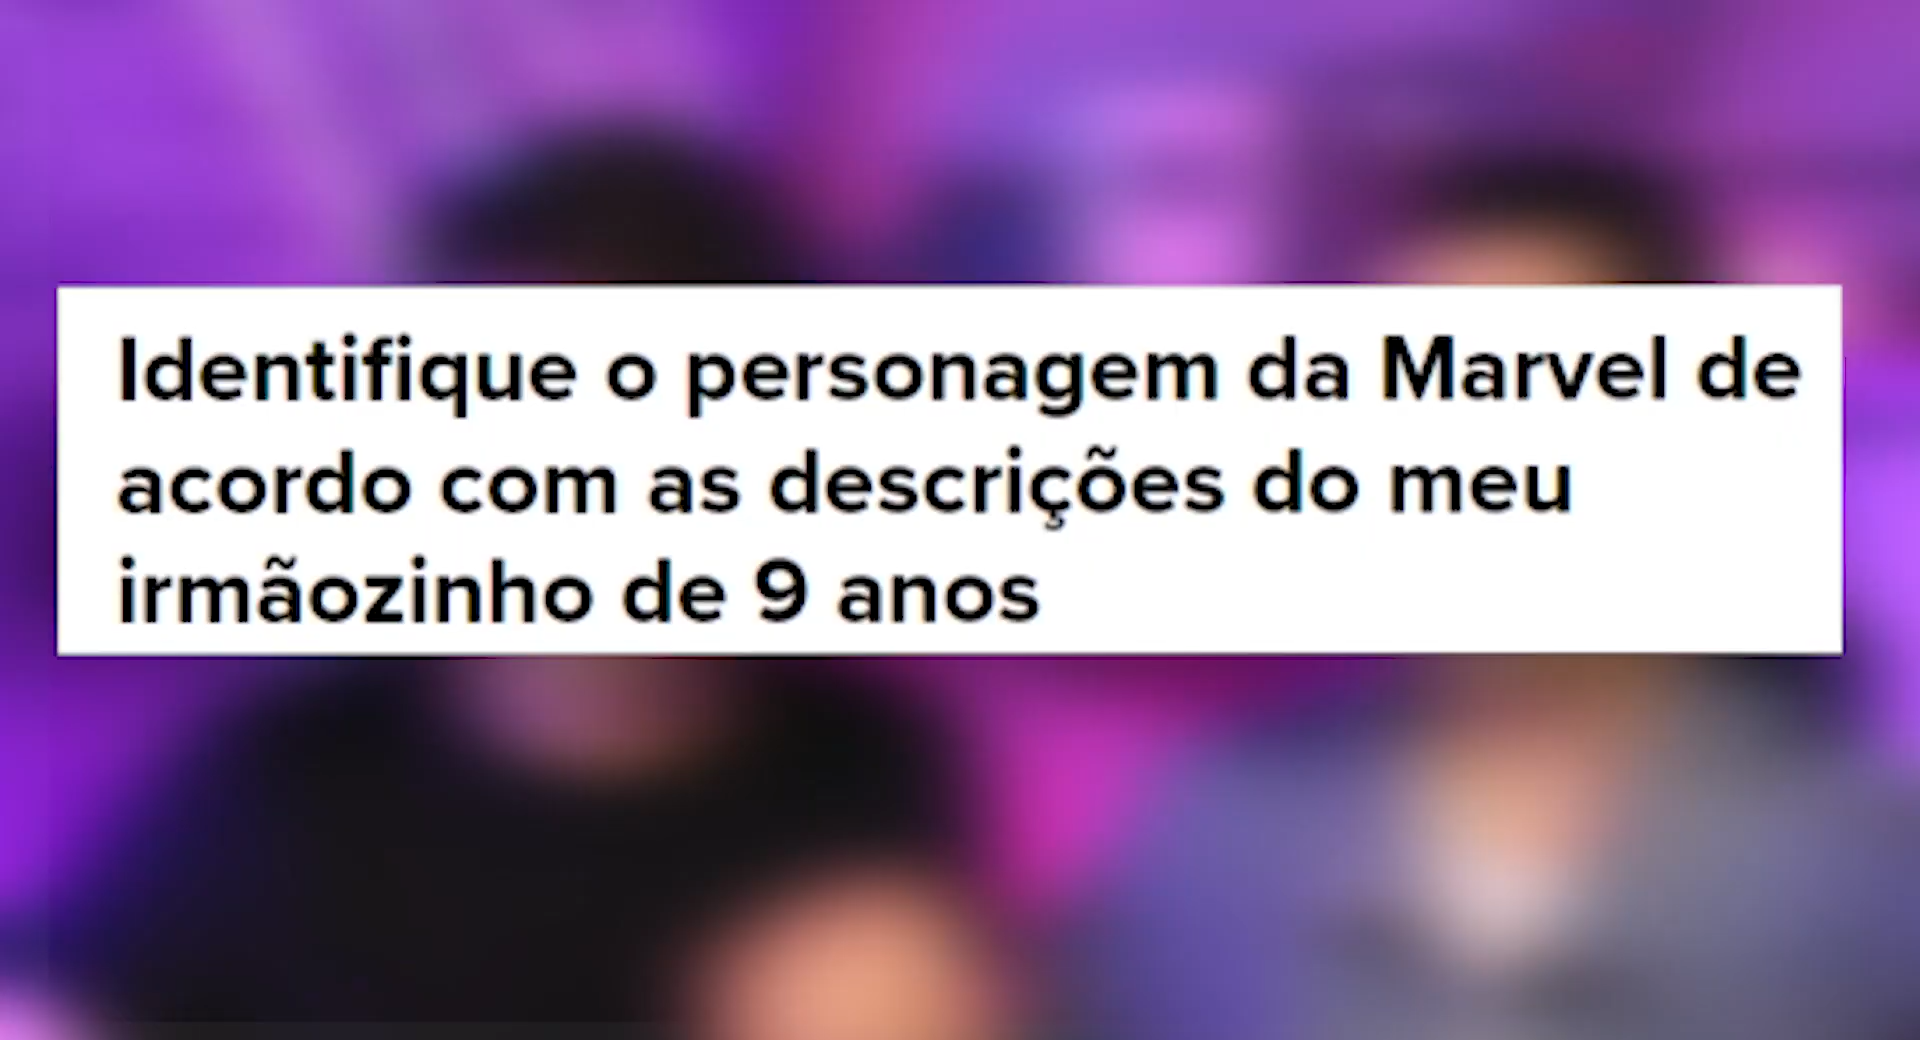 Identifique o personagem da Marvel de
acordo com as descrições do meu
irmãozinho de 9 anos